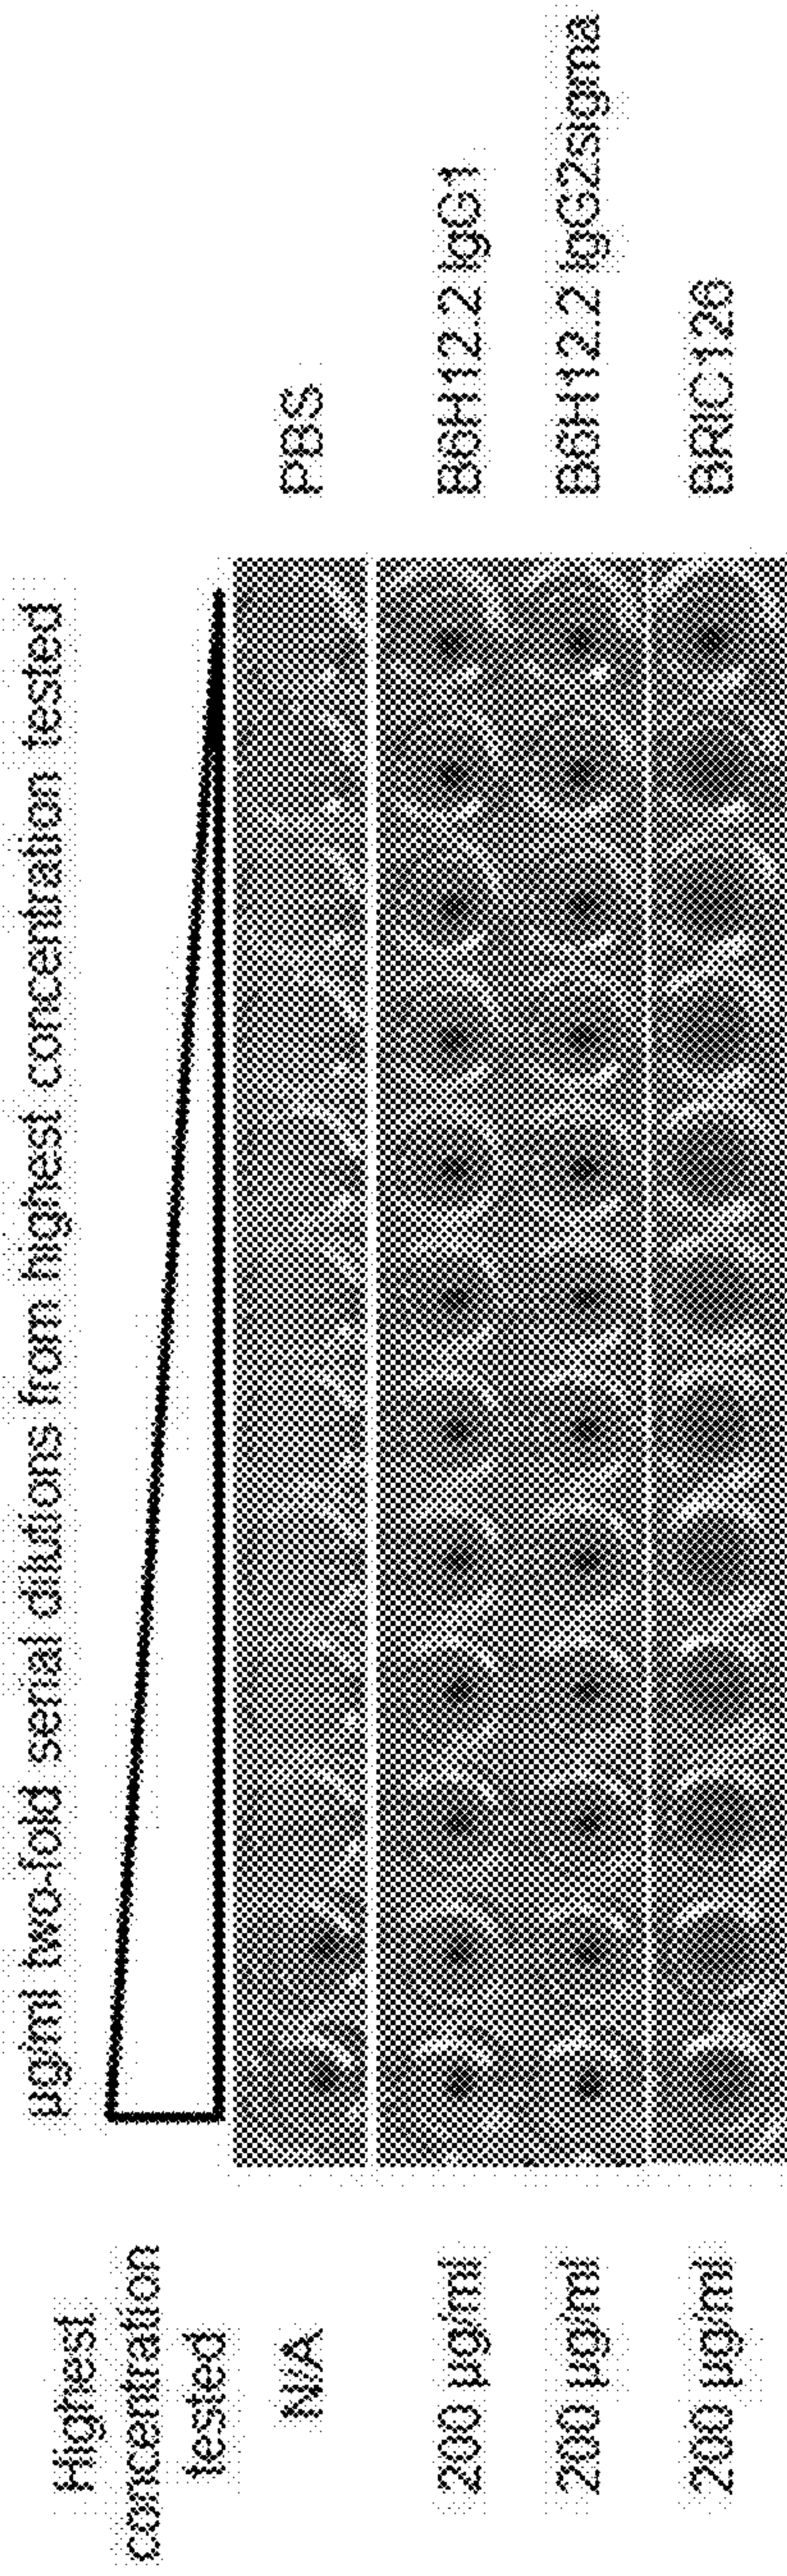 Highest
concentration
tested
µg/ml two-fold serial dilutions from highest concentration tested
N/A
PBS
200 µg/ml
B6H12.2 IgG1
200 µg/ml
B6H12.2 IgG2sigma
200 µg/ml
BRIC126